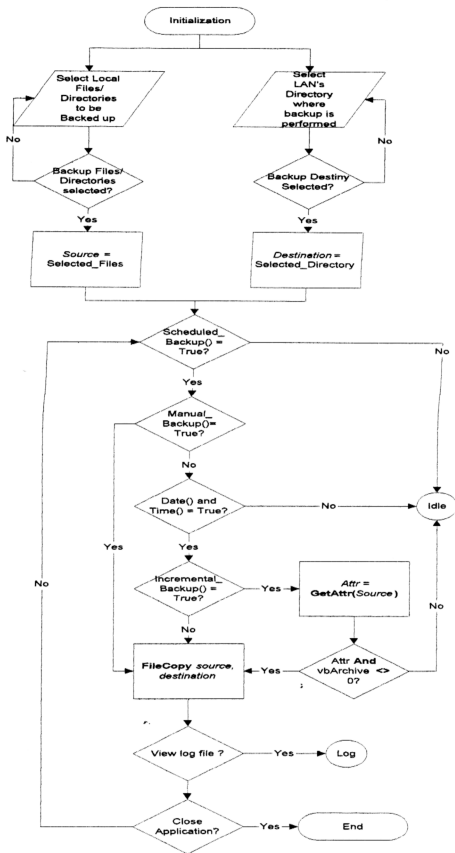 Initialization
Select Local
Files/
Directories
to be
Backed up
Select
LAN's
Directory
where
backup is
performed
No
No
Backup Files/
Directories
selected?
Backup Destiny
Selected?
Yes
Yes
Source =
Selected_Files
Destination =
Selected_Directory
Scheduled_
Backup() =
True?
No
Yes
Manual_
Backup()=
True?
No
Date() and
Time() = True?
No
Idle
Yes
Yes
No
Incremental_
Backup() =
True?
Yes
Attr =
GetAttr(Source)
No
No
FileCopy source,
destination
Yes
Attr And
vbArchive <>
0?
View log file ?
Yes
Log
Close
Application?
Yes
End